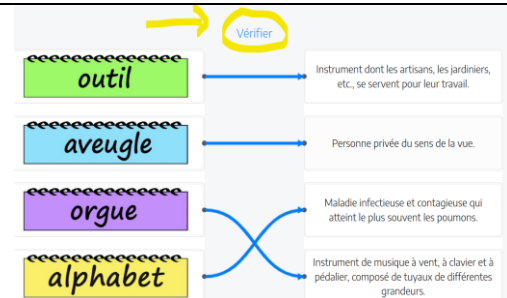 Vérifier
outil
Instrument dont les artisans, les jardiniers,
etc., se servent pour leur travail.
aveugle
Personne privée du sens de la vue.
orgue
Maladie infectieuse et contagieuse qui
atteint le plus souvent les poumons.
alphabet
Instrument de musique à vent, à clavier et à
pédalier, composé de tuyaux de différentes
grandeurs.